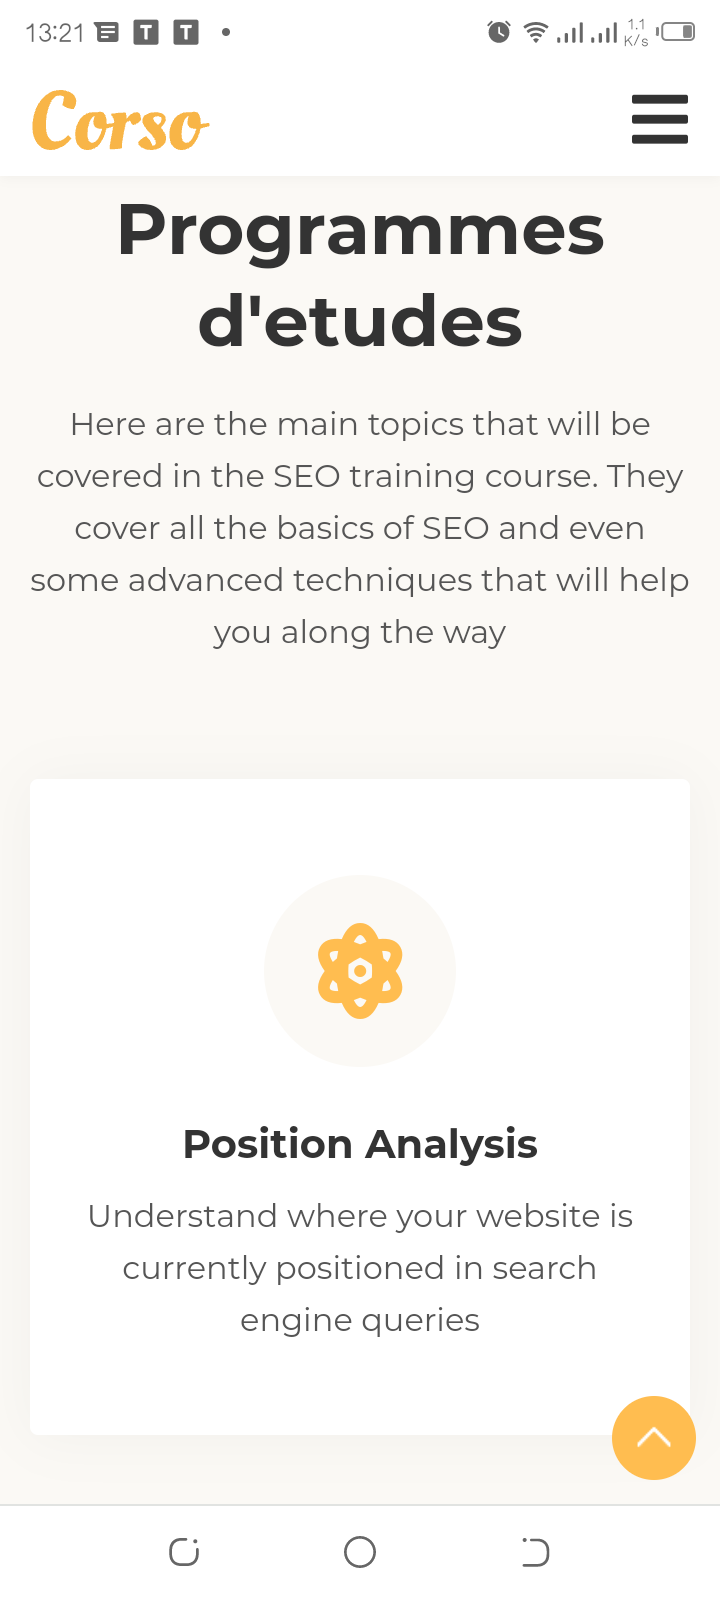 13:21
T T
1.1
K/s
Corso
Programmes
d'etudes
Here are the main topics that will be
covered in the SEO training course. They
cover all the basics of SEO and even
some advanced techniques that will help
you along the way
Position Analysis
Understand where your website is
currently positioned in search
engine queries